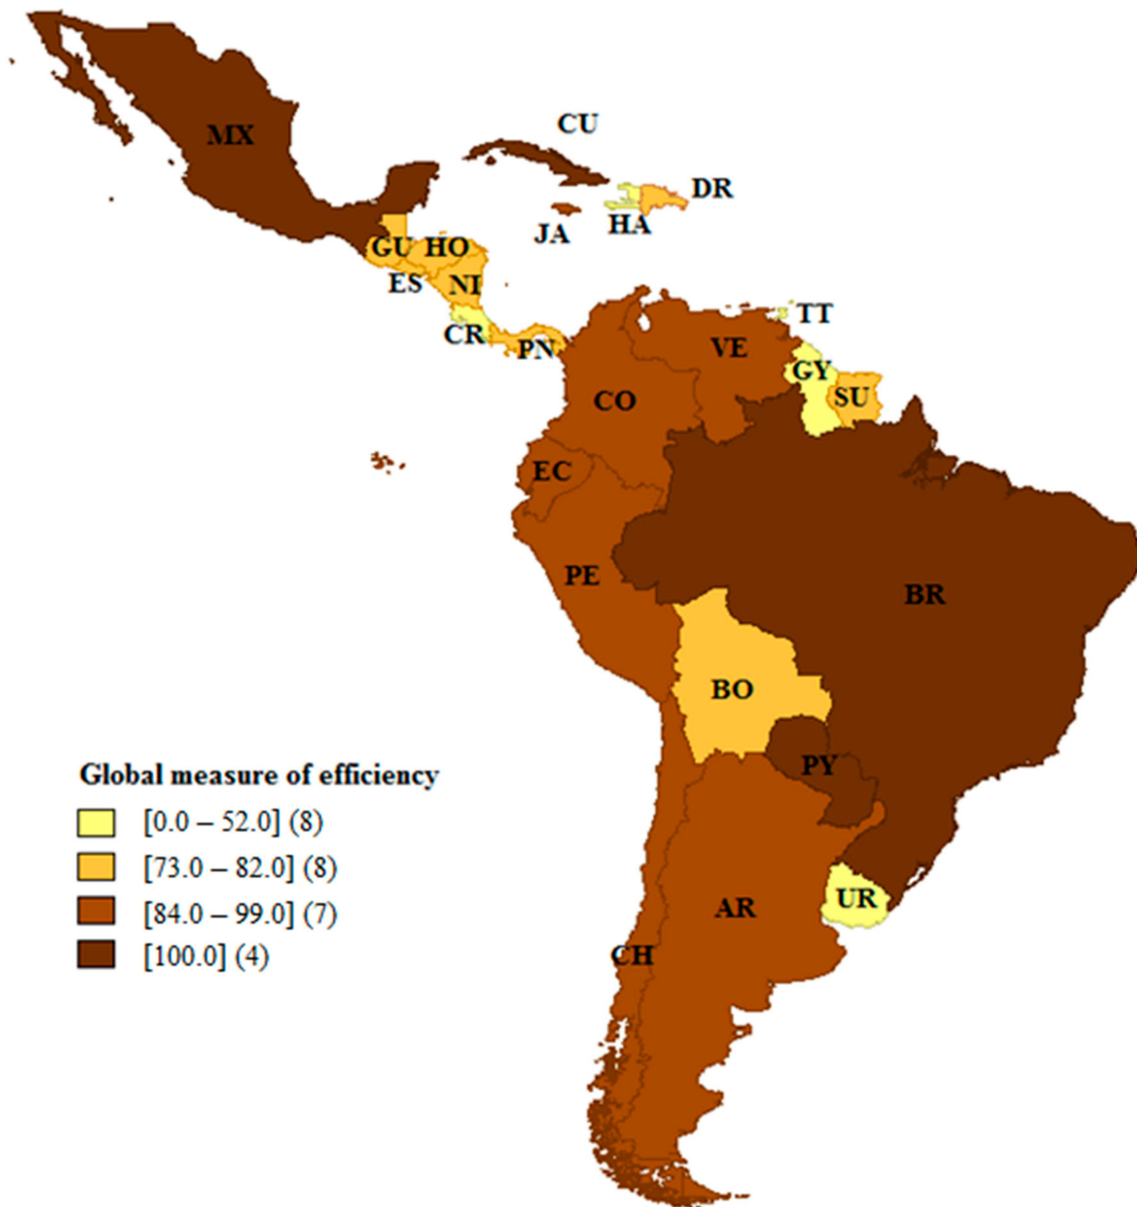 MX
CU
DR
JA
HA
GU
HO
ES
NI
CR
PN
TT
VE
GY
SU
CO
EC
PE
BR
BO
PY
Global measure of efficiency
[0.0 – 52.0] (8)
[73.0 – 82.0] (8)
[84.0 – 99.0] (7)
[100.0] (4)
UR
AR
CH